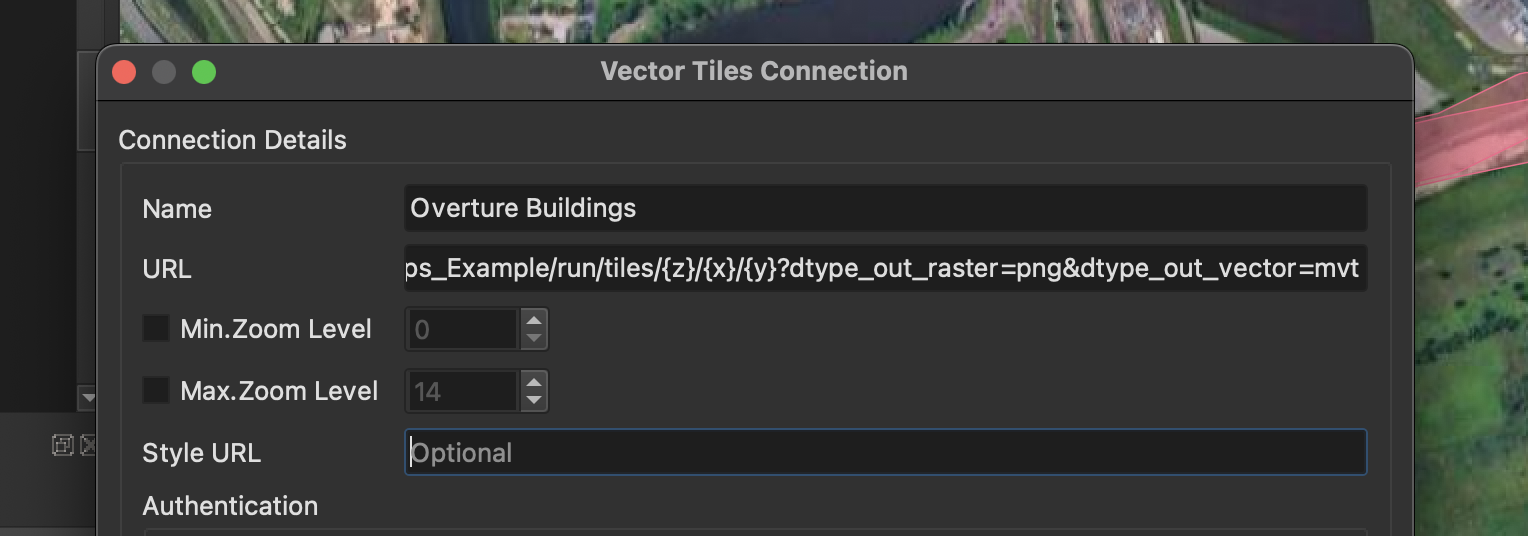 Vector Tiles Connection
Connection Details
Name Overture Buildings
URL ps_Example/run/tiles/{z}/{x}/{y}?dtype_out_raster=png&dtype_out_vector=mvt
Min.Zoom Level 0
Max.Zoom Level 14
Style URL Optional
Authentication